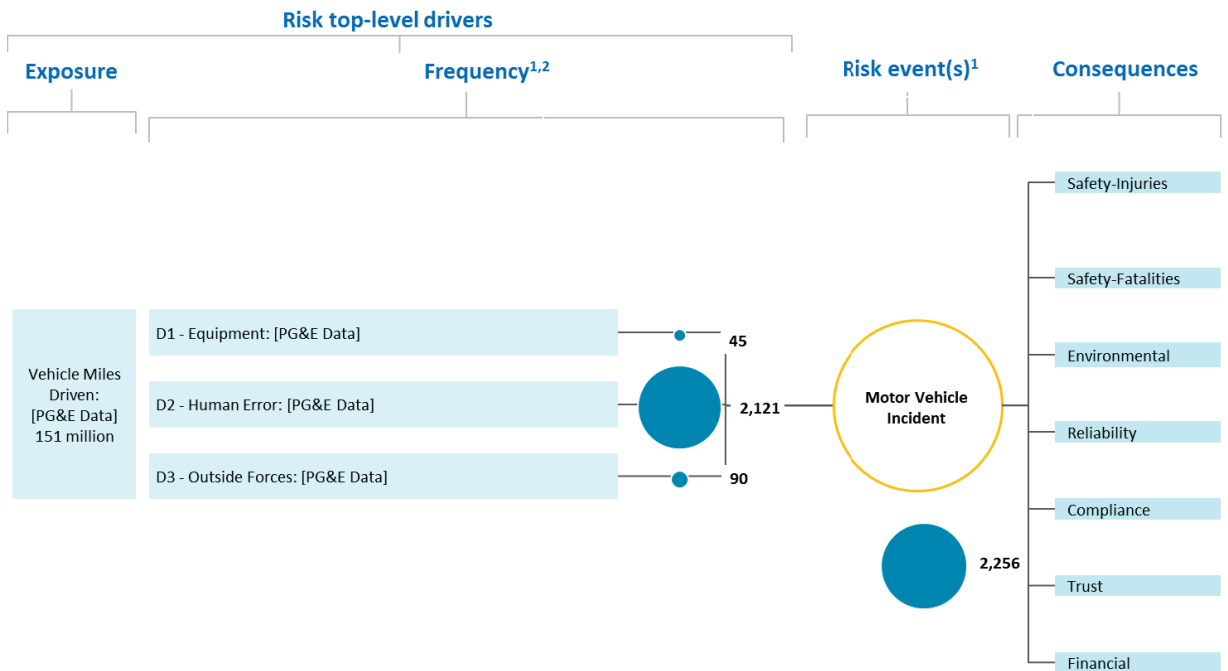 Risk top-level drivers
Exposure
Frequency1,2
Risk event(s)1
Consequences
Vehicle Miles
Driven:
[PG&E Data]
151 million
D1 - Equipment: [PG&E Data]
45
D2 - Human Error: [PG&E Data]
2,121
D3 - Outside Forces: [PG&E Data]
90
Motor Vehicle
Incident
2,256
Safety-Injuries
Safety-Fatalities
Environmental
Reliability
Compliance
Trust
Financial